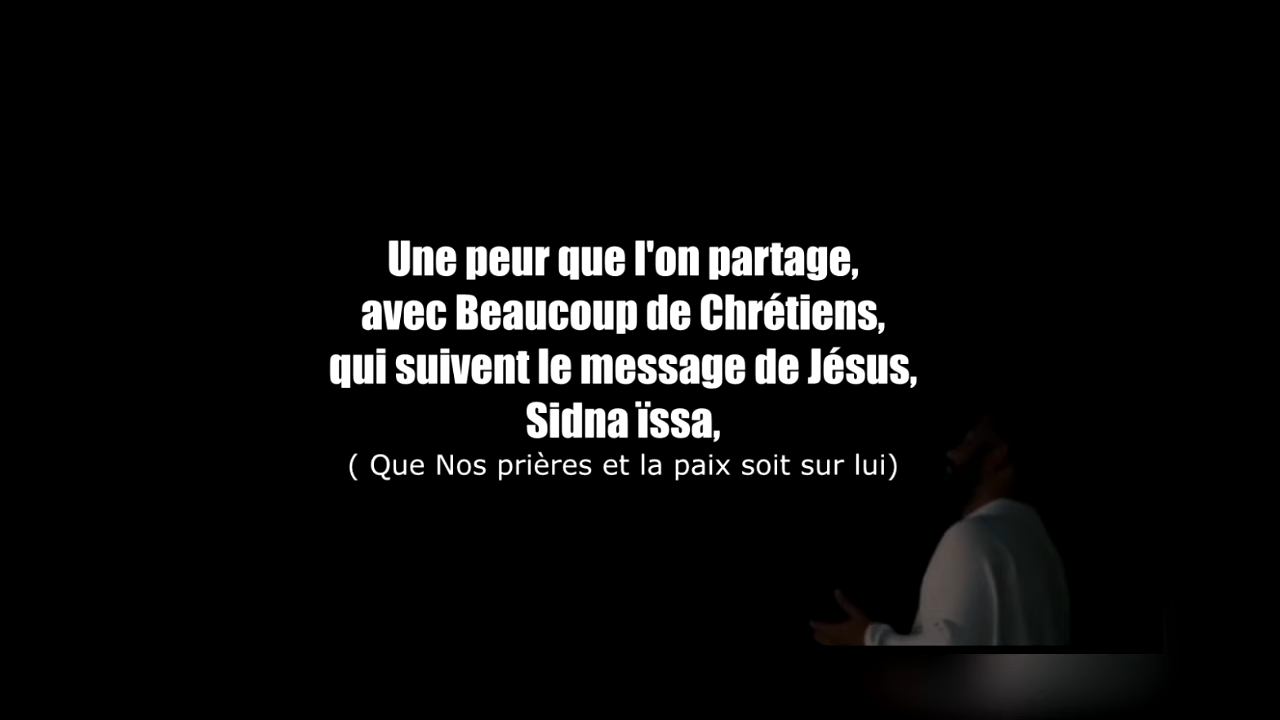 Une peur que l'on partage,
avec Beaucoup de Chrétiens,
qui suivent le message de Jésus,
Sidna ïssa,
( Que Nos prières et la paix soit sur lui)